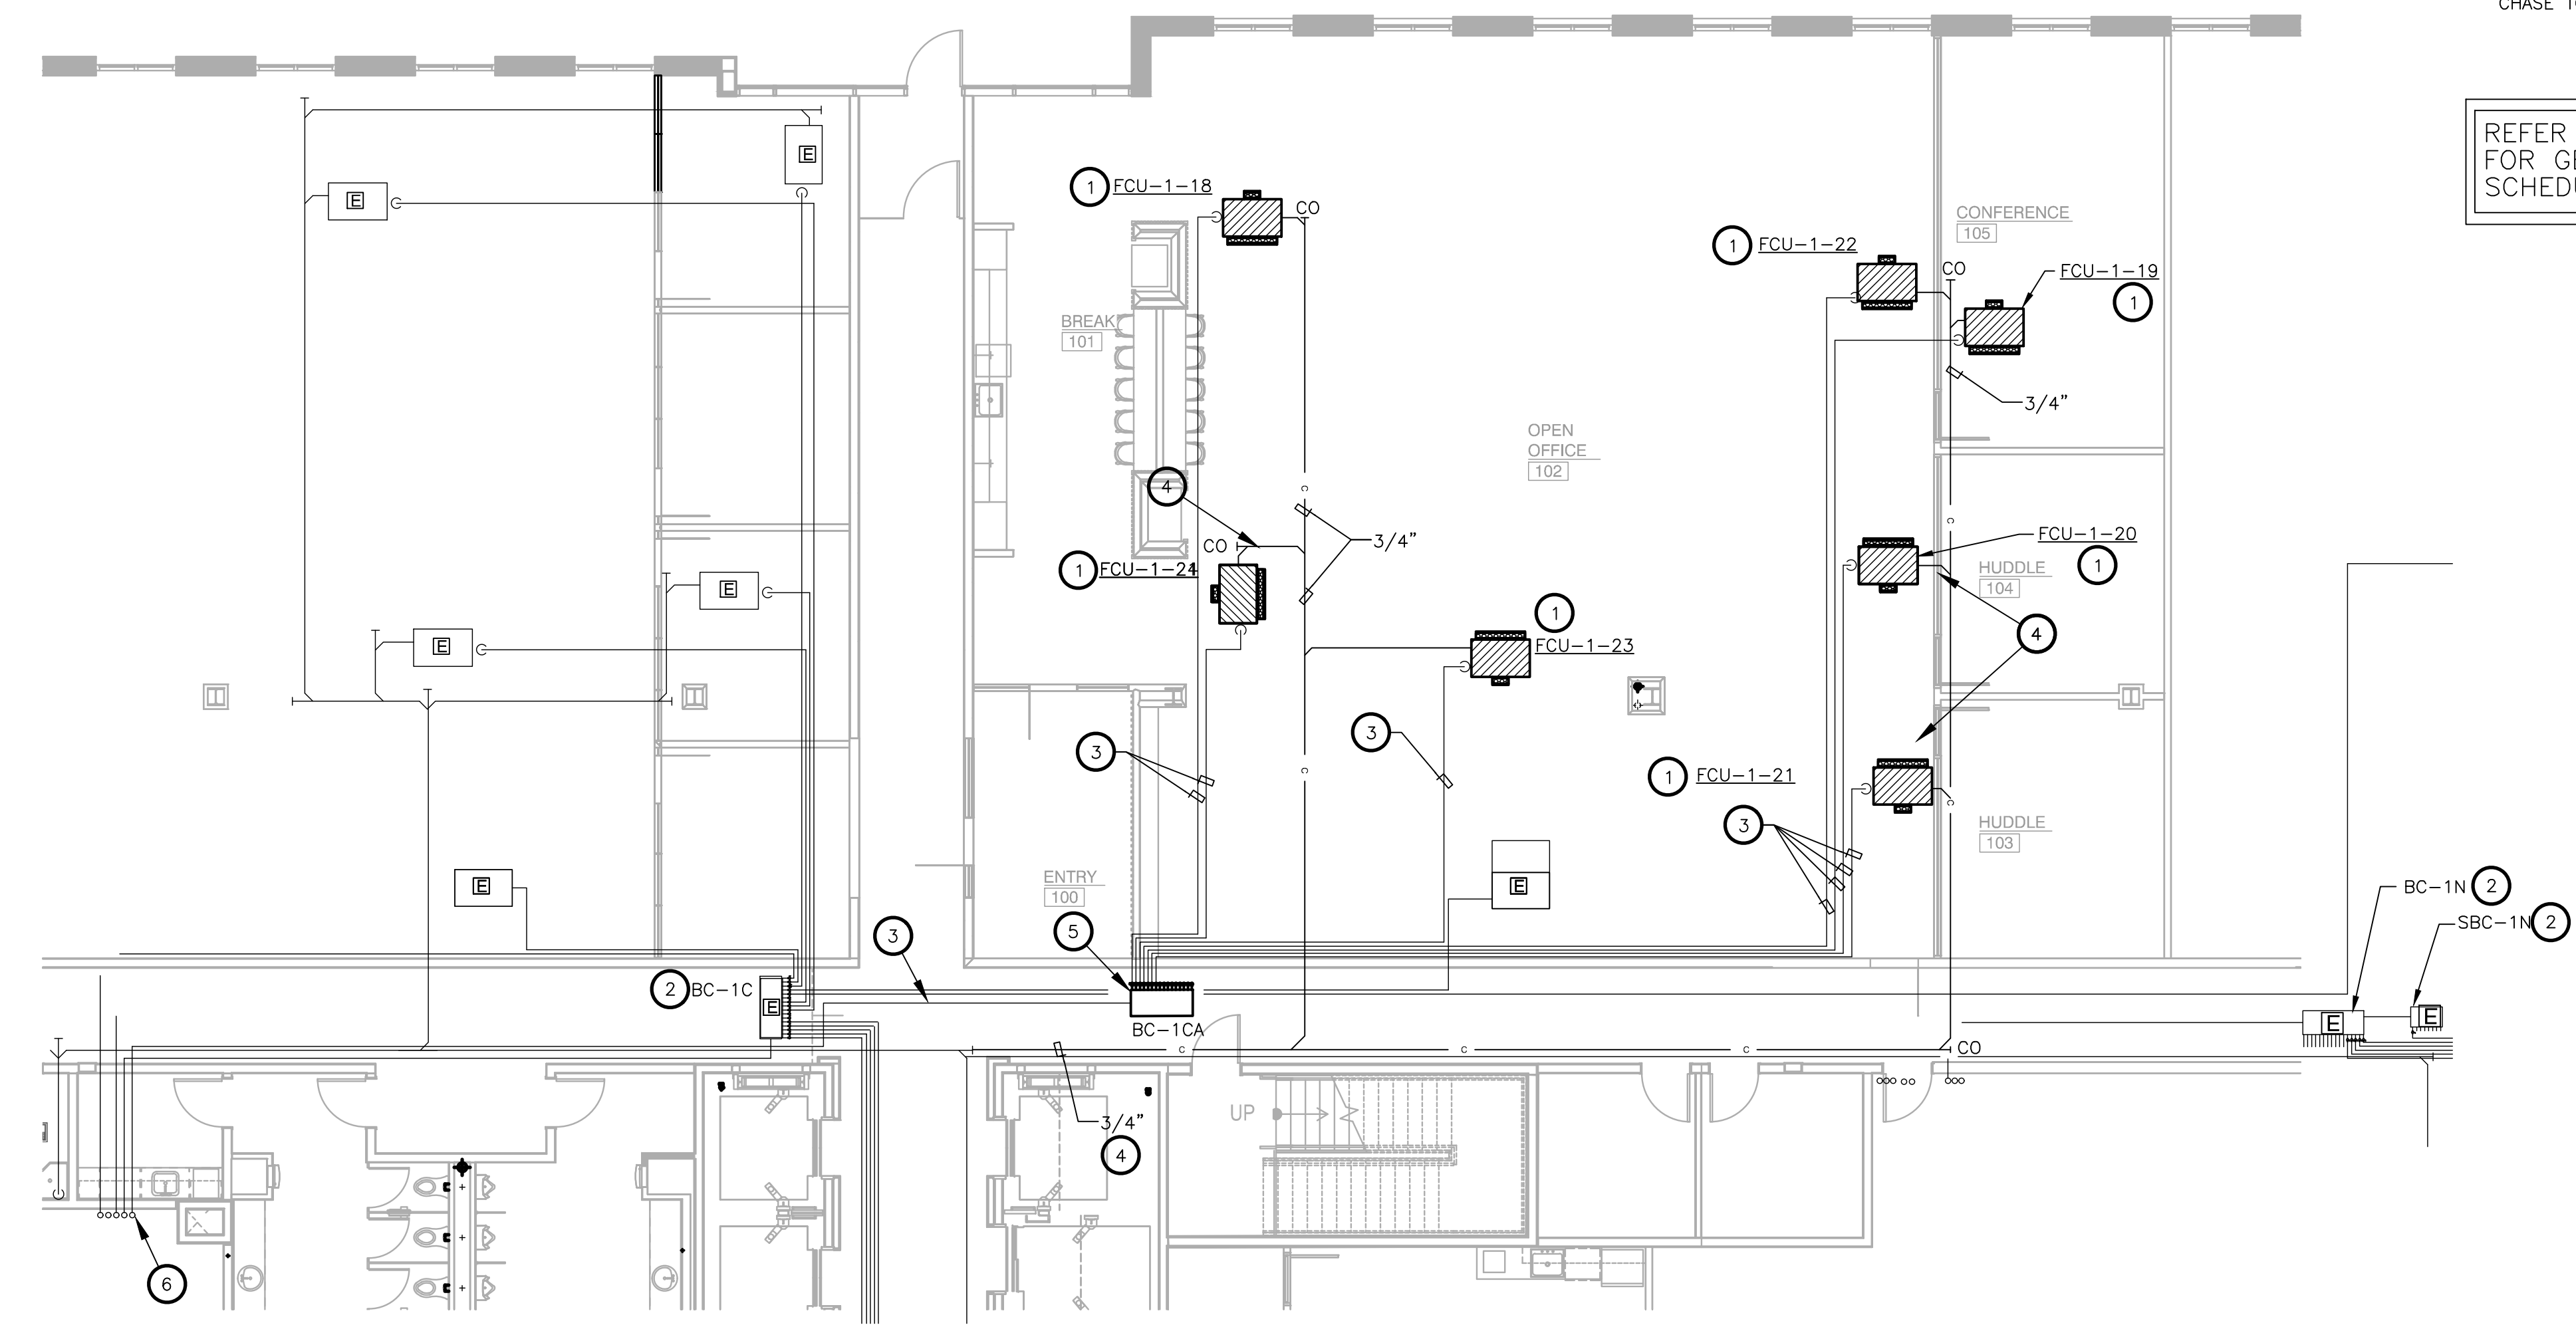 CHASE
REFER
FOR
1 FCU-1-18
CO
CONFERENCE
105
1 FCU-1-22
CO
FCU-1-19
1
E
E
BREAK
101
3/4"
OPEN
OFFICE
102
4
C
C
3/4"
CO
FCU-1-20
1
1 FCU-1-24
HUDDLE
104
E
E
1
FCU-1-23
4
3
3
1 FCU-1-21
C
C
3
HUDDLE
103
ENTRY
100
E
E
BC-1N 2
SBC-1N 2
3
5
2 BC-1C
E
BC-1CA
E
E
C
C
C
CO
UP
3/4"
4
6